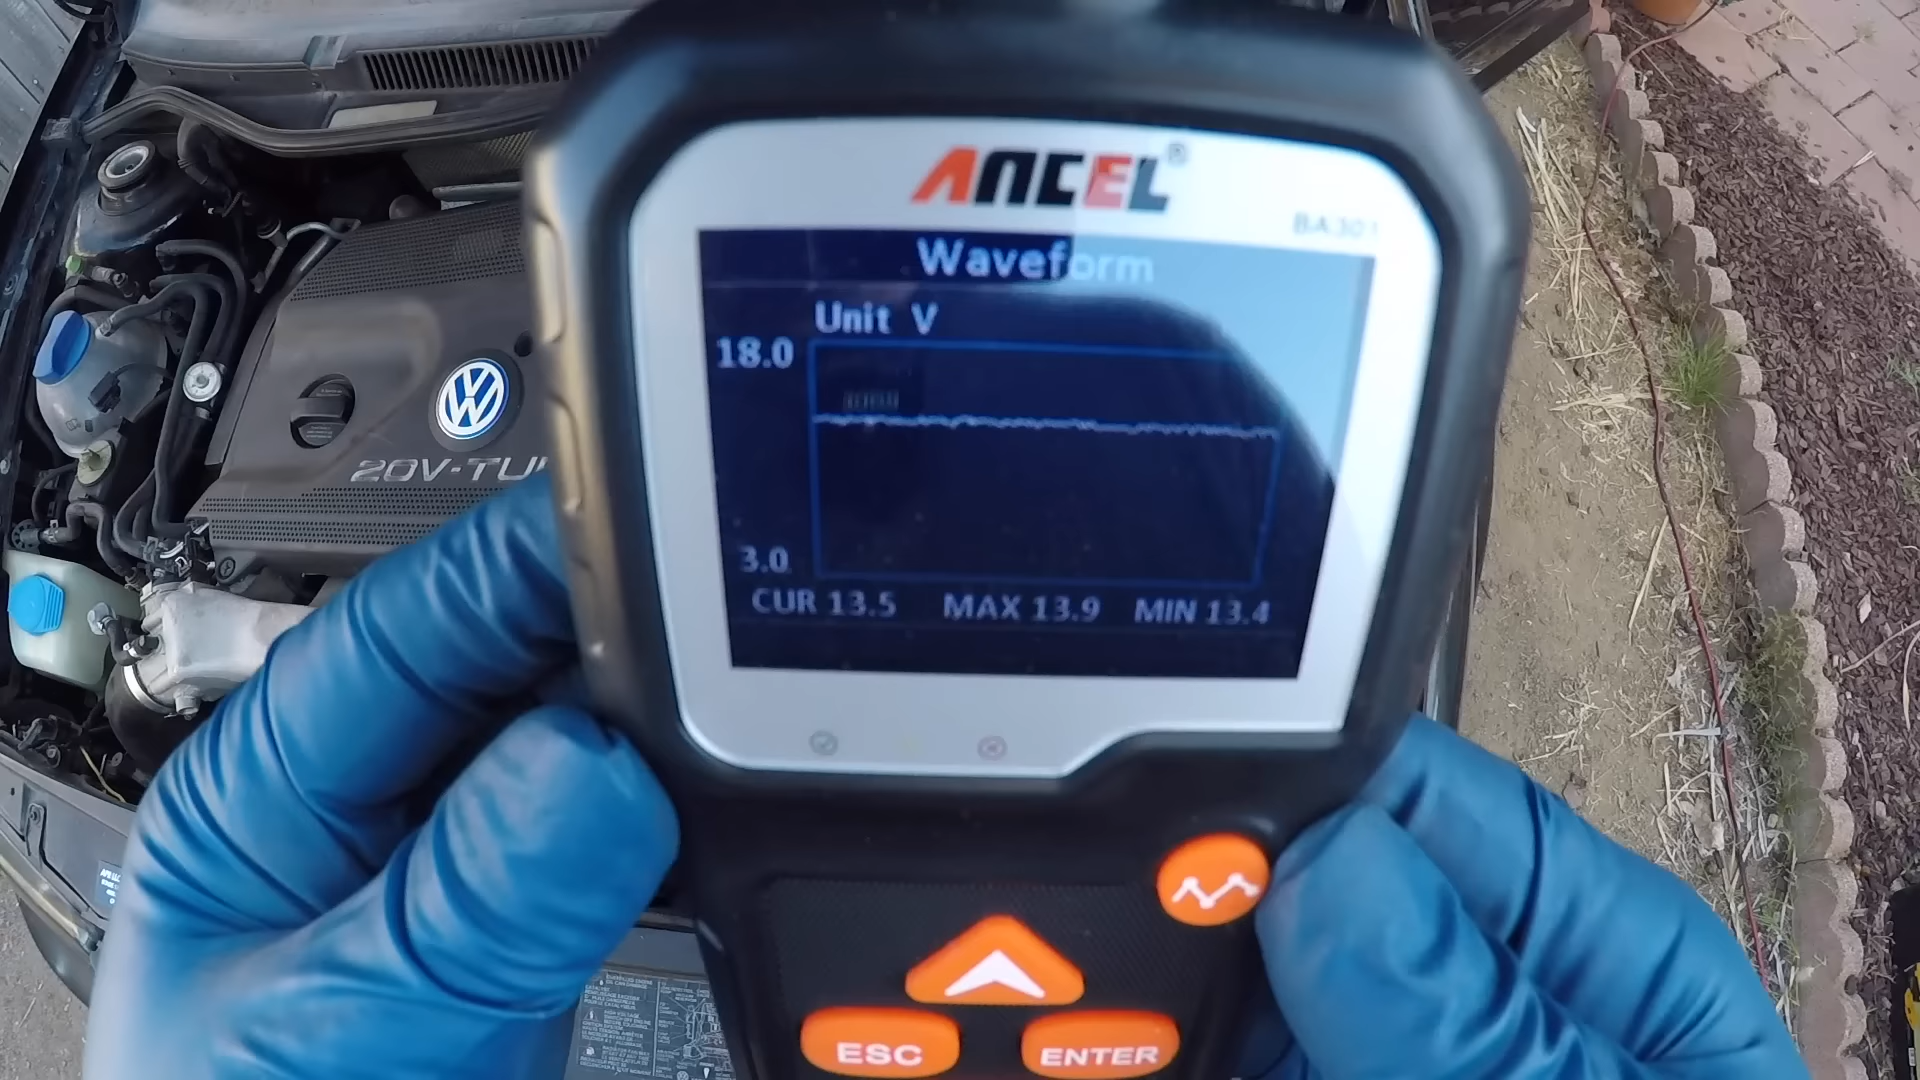 ANCEL®
BA301
Waveform
Unit V
18.0
3.0
CUR 13.5 MAX 13.9 MIN 13.4
20V-TU
ESC
ENTER